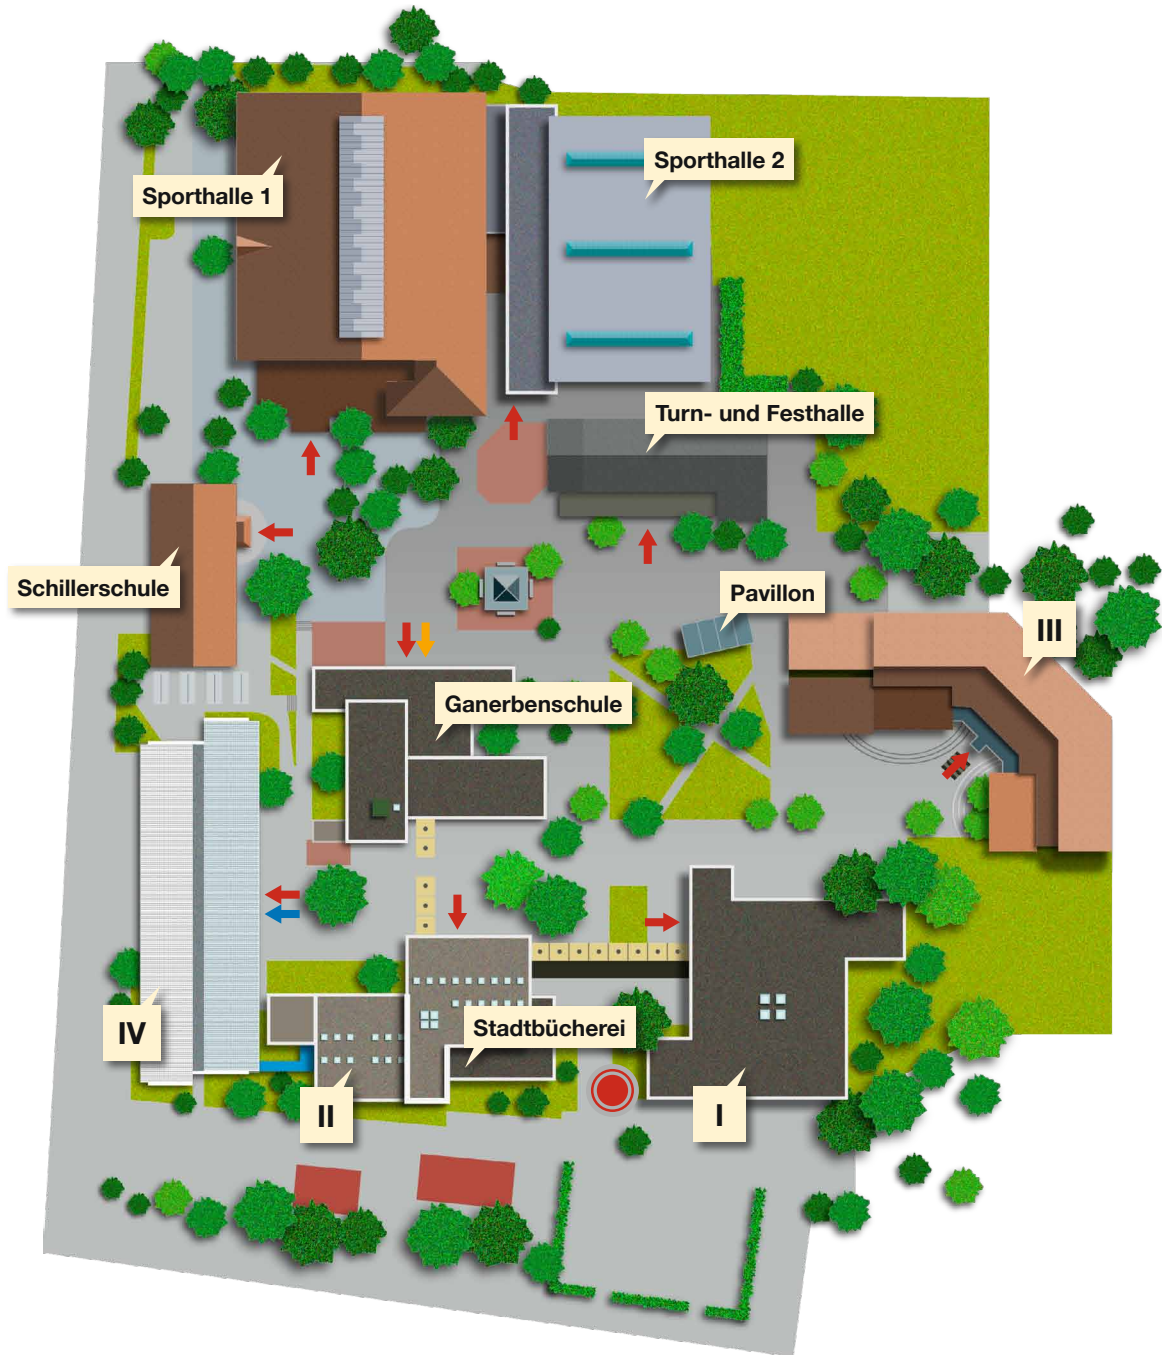 Sporthalle 2
Sporthalle 1
Turn- und Festhalle
Schillerschule
Pavillon
III
Ganerbenschule
IV
Stadtbücherei
II
I